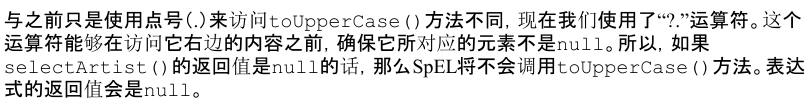 与之前只是使用点号(.)来访问toUpperCase()方法不同，现在我们使用了“?.”运算符。这个
运算符能够在访问它右边的内容之前，确保它所对应的元素不是null。所以，如果
selectArtist()的返回值是null的话，那么SpEL将不会调用toUpperCase()方法。表达
式的返回值会是null。